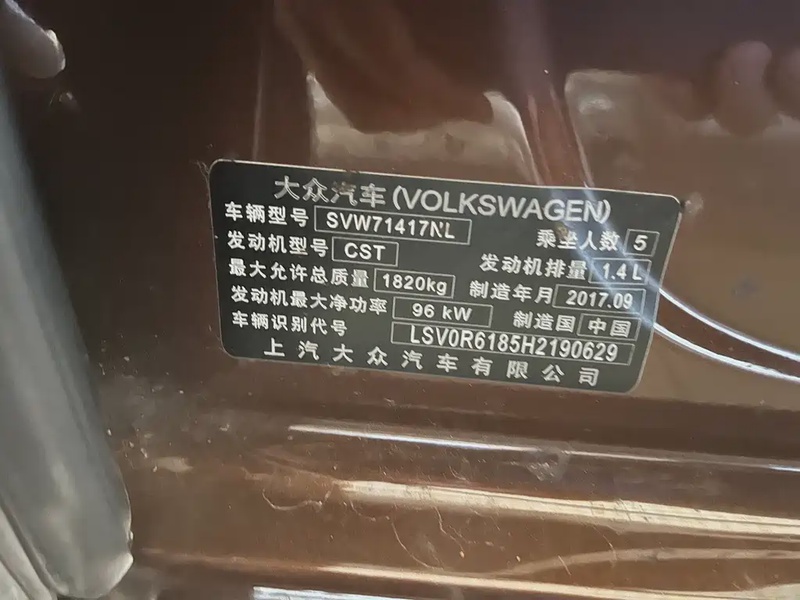 大众汽车(VOLKSWAGEN)
车辆型号 SVW71417NL 乘坐人数 5
发动机型号 CST 发动机排量 1.4 L
最大允许总质量 1820kg 制造年月 2017.09
发动机最大净功率 96 kW 制造国 中国
车辆识别代号 LSV0R6185H2190629
上汽大众汽车有限公司